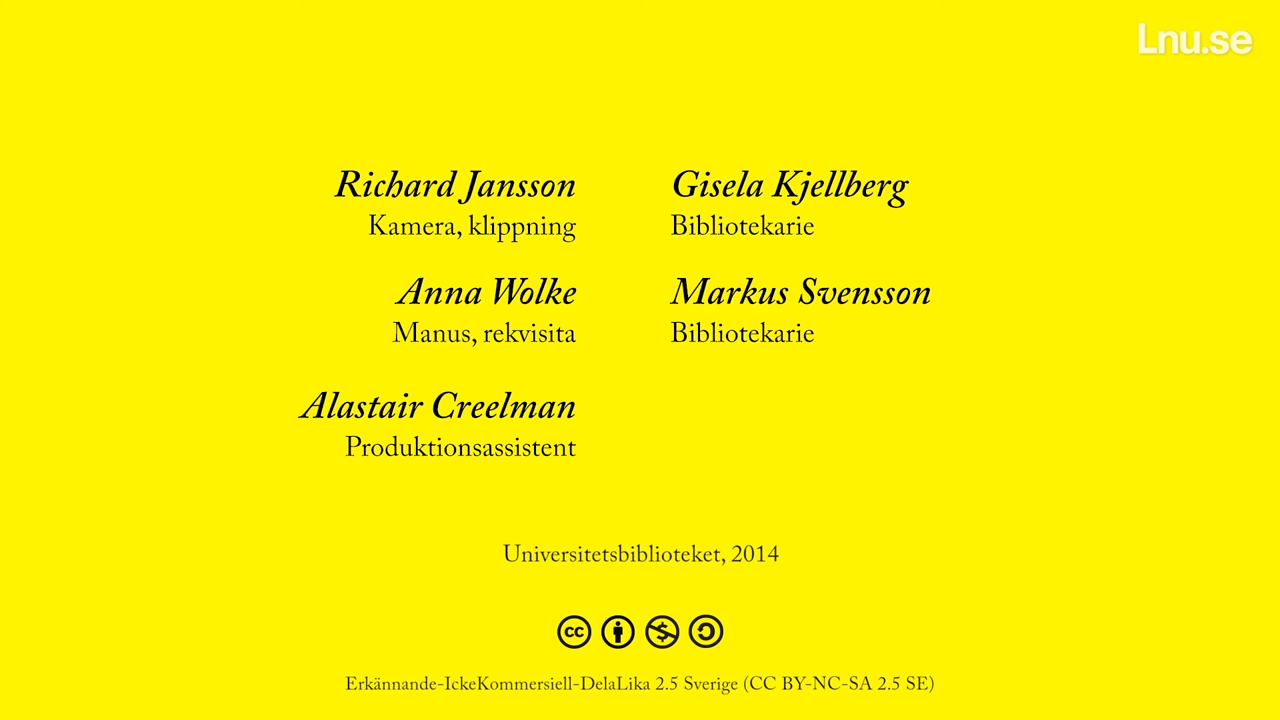 Lnu.se
Richard Jansson
Kamera, klippning
Anna Wolke
Manus, rekvisita
Alastair Creelman
Produktionsassistent
Gisela Kjellberg
Bibliotekarie
Markus Svensson
Bibliotekarie
Universitetsbiblioteket, 2014
cc
Erkännande-IckeKommersiell-DelaLika 2.5 Sverige (CC BY-NC-SA 2.5 SE)